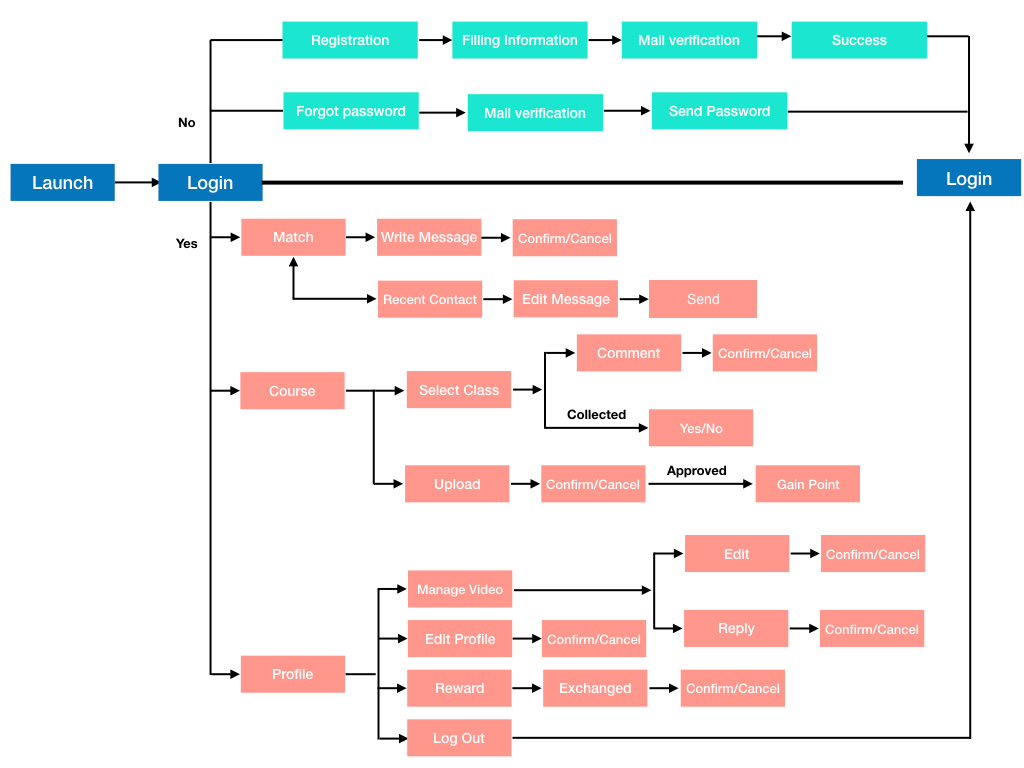 Registration
Filling Information
Mail verification
Success
Forgot password
Mail verification
Send Password
No
Launch
Login
Login
Yes
Match
Write Message
Confirm/Cancel
Recent Contact
Edit Message
Send
Comment
Confirm/Cancel
Course
Select Class
Collected
Yes/No
Upload
Confirm/Cancel
Approved
Gain Point
Edit
Confirm/Cancel
Manage Video
Reply
Confirm/Cancel
Edit Profile
Confirm/Cancel
Profile
Reward
Exchanged
Confirm/Cancel
Log Out